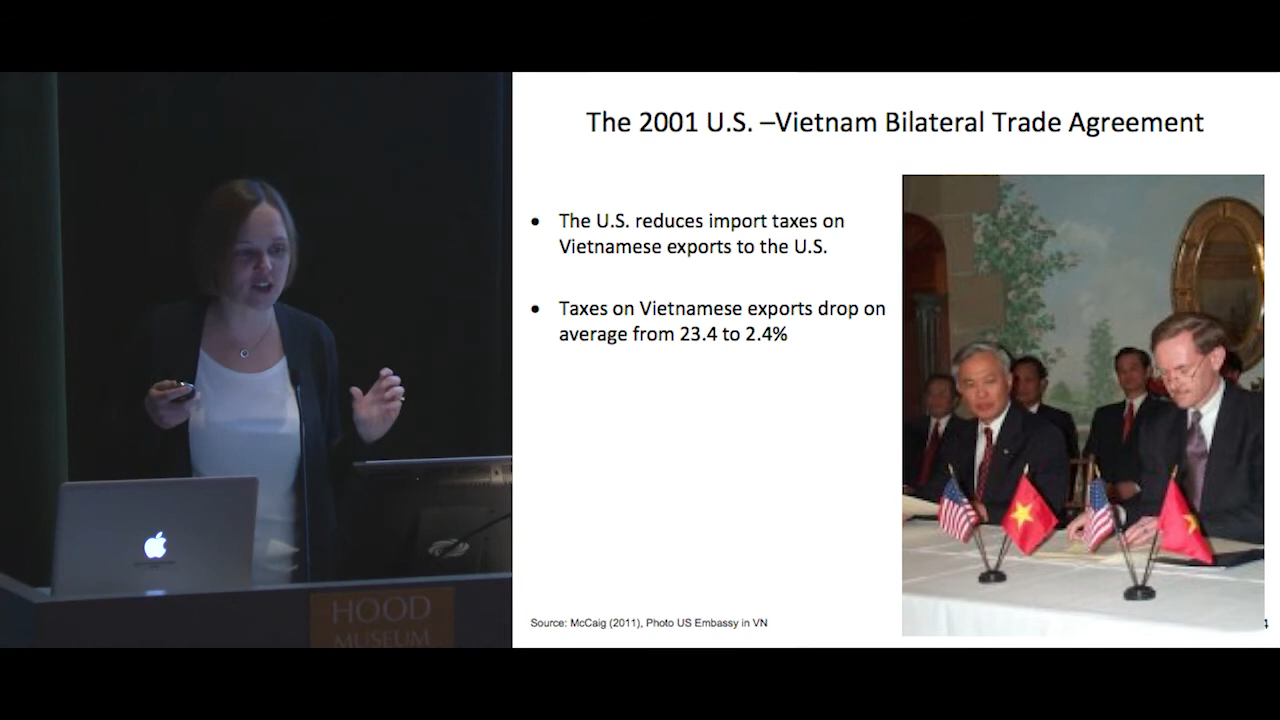 The 2001 U.S. –Vietnam Bilateral Trade Agreement
• The U.S. reduces import taxes on
Vietnamese exports to the U.S.
• Taxes on Vietnamese exports drop on
average from 23.4 to 2.4%
Source: McCaig (2011), Photo US Embassy in VN
4
HOOD
MUSEUM